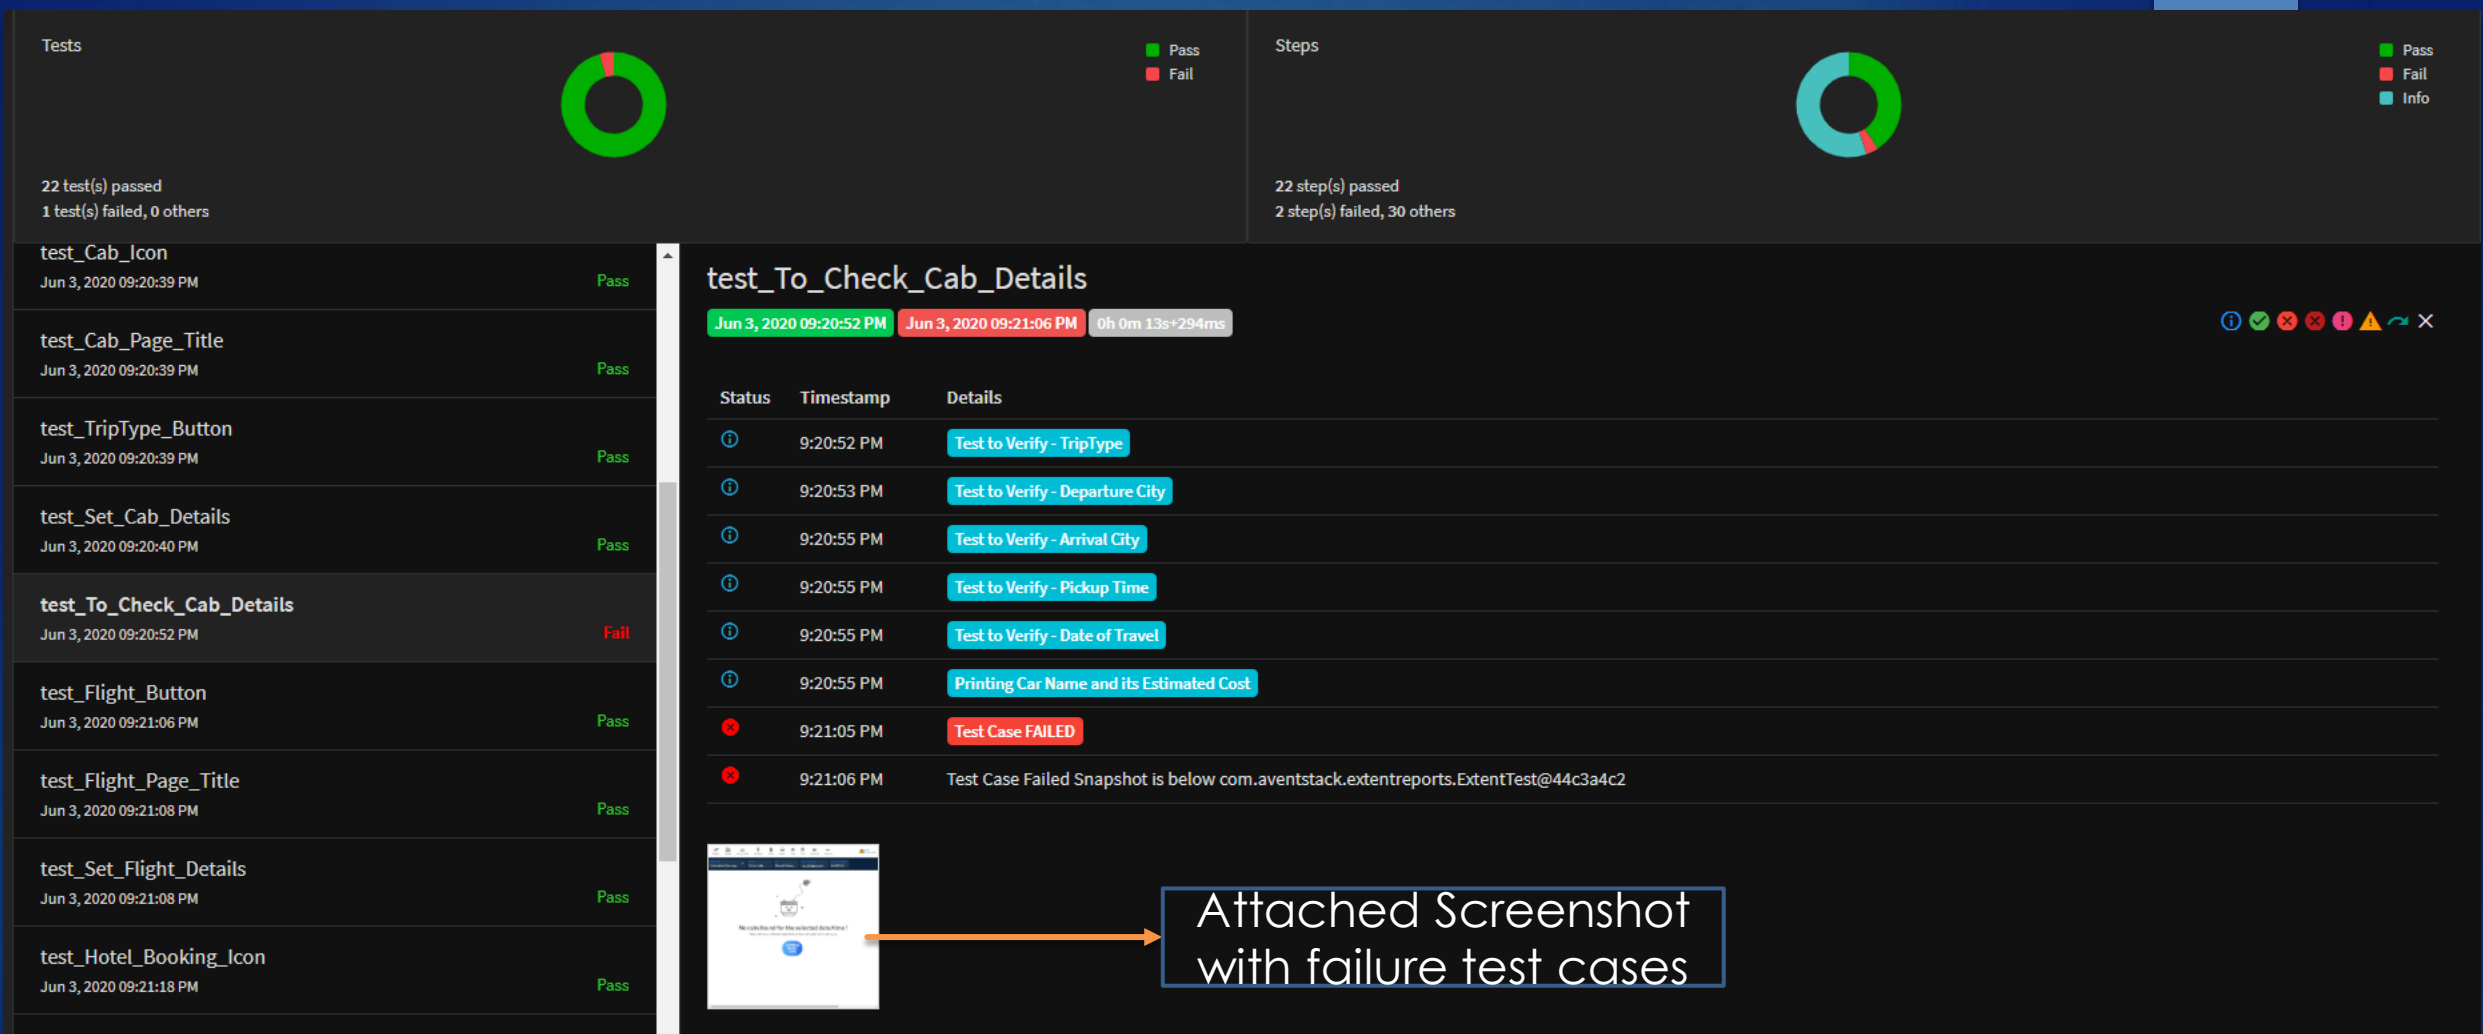 Tests
Pass
Fail
22 test(s) passed
1 test(s) failed, 0 others
Steps
Pass
Fail
Info
22 step(s) passed
2 step(s) failed, 30 others
test_Cab_Icon
Jun 3, 2020 09:20:39 PM
Pass
test_Cab_Page_Title
Jun 3, 2020 09:20:39 PM
Pass
test_TripType_Button
Jun 3, 2020 09:20:39 PM
Pass
test_Set_Cab_Details
Jun 3, 2020 09:20:40 PM
Pass
test_To_Check_Cab_Details
Jun 3, 2020 09:20:52 PM
Fail
test_Flight_Button
Jun 3, 2020 09:21:06 PM
Pass
test_Flight_Page_Title
Jun 3, 2020 09:21:08 PM
Pass
test_Set_Flight_Details
Jun 3, 2020 09:21:08 PM
Pass
test_Hotel_Booking_Icon
Jun 3, 2020 09:21:18 PM
Pass
test_To_Check_Cab_Details
Jun 3, 2020 09:20:52 PM Jun 3, 2020 09:21:06 PM 0h 0m 13s+294ms
Status Timestamp Details
9:20:52 PM Test to Verify - TripType
9:20:53 PM Test to Verify - Departure City
9:20:55 PM Test to Verify - Arrival City
9:20:55 PM Test to Verify - Pickup Time
9:20:55 PM Test to Verify - Date of Travel
9:20:55 PM Printing Car Name and its Estimated Cost
9:21:05 PM Test Case FAILED
9:21:06 PM Test Case Failed Snapshot is below com.aventstack.extentreports.ExtentTest@44c3a4c2
No cabs found for the selected date/time !
Attached Screenshot
with failure test cases